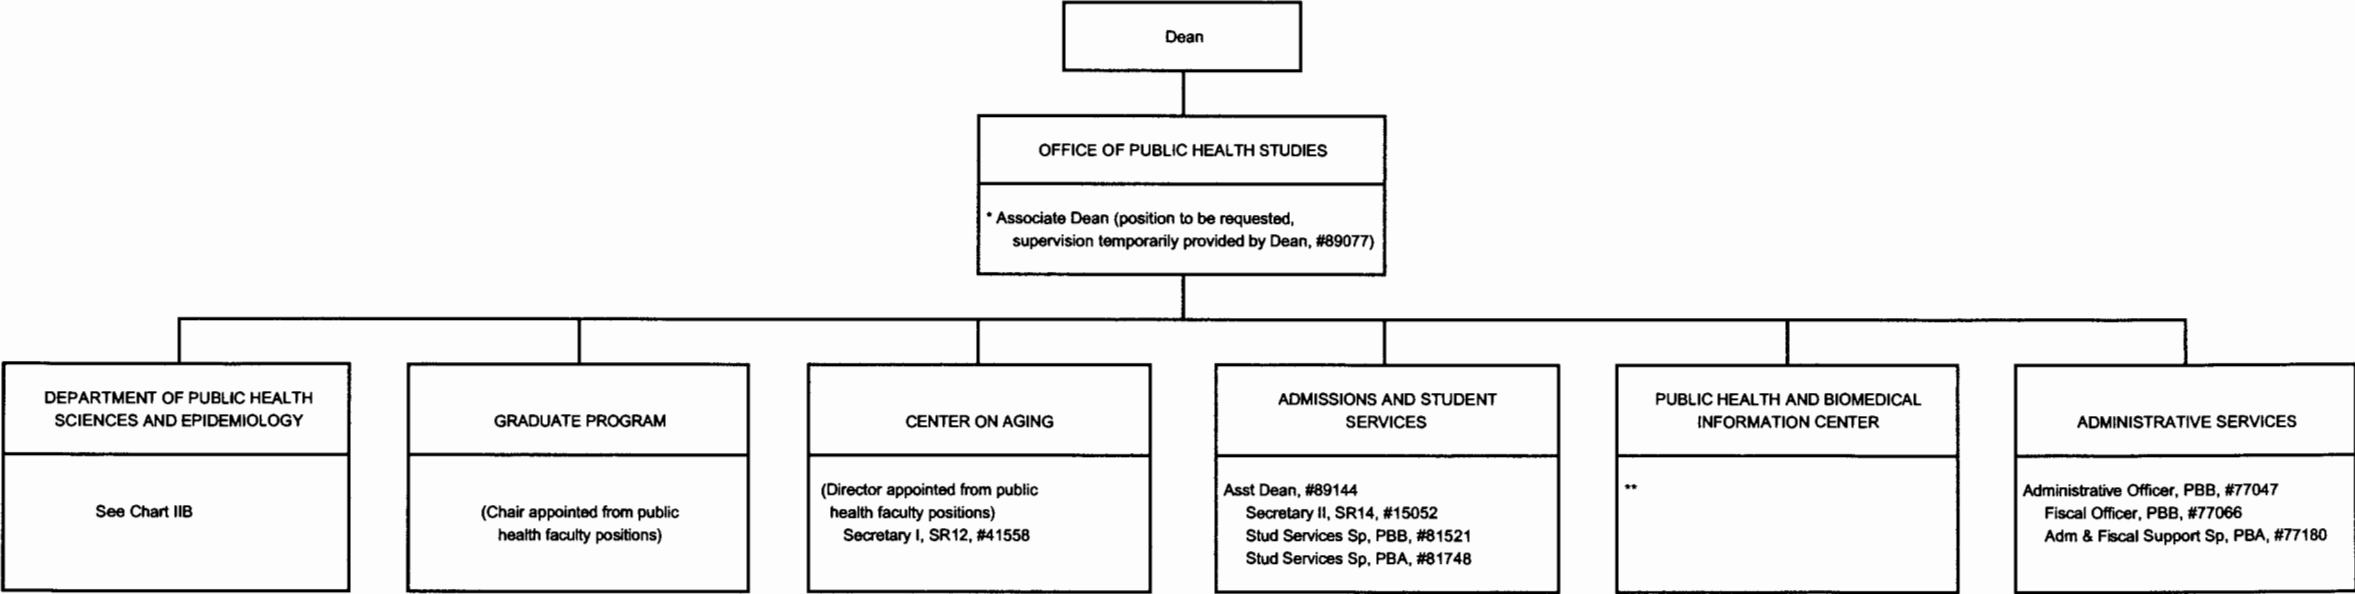 Dean
OFFICE OF PUBLIC HEALTH STUDIES
* Associate Dean (position to be requested,
supervision temporarily provided by Dean, #89077)
DEPARTMENT OF PUBLIC HEALTH
SCIENCES AND EPIDEMIOLOGY
See Chart IIB
GRADUATE PROGRAM
(Chair appointed from public
health faculty positions)
CENTER ON AGING
(Director appointed from public
health faculty positions)
Secretary I, SR12, #41558
ADMISSIONS AND STUDENT
SERVICES
Asst Dean, #89144
Secretary II, SR14, #15052
Stud Services Sp, PBB, #81521
Stud Services Sp, PBA, #81748
PUBLIC HEALTH AND BIOMEDICAL
INFORMATION CENTER
**
ADMINISTRATIVE SERVICES
Administrative Officer, PBB, #77047
Fiscal Officer, PBB, #77066
Adm & Fiscal Support Sp, PBA, #77180